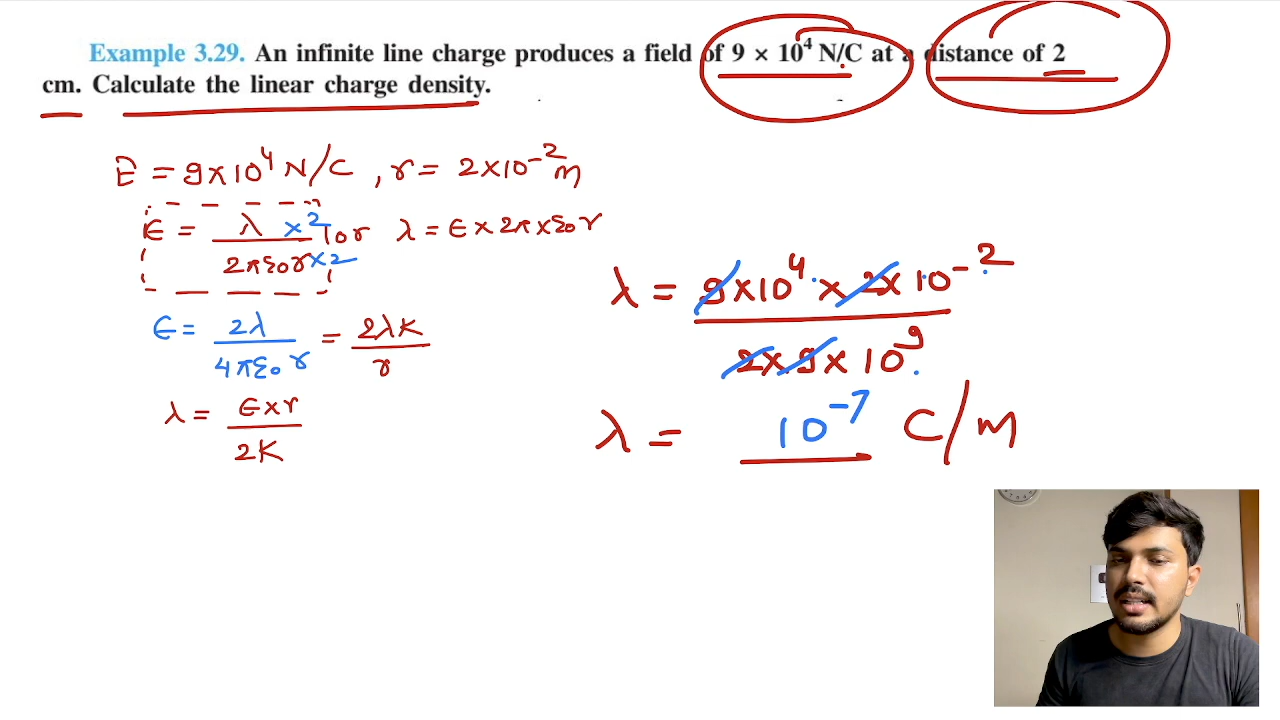 Example 3.29. An infinite line charge produces a field of 9 × 10⁴ N/C at a distance of 2
cm. Calculate the linear charge density.
E = 9×10⁴ N/C , r = 2×10⁻² m
E = λ ×2 / 2πε₀r ×2 or λ = E × 2π × ε₀r
E = 2λ / 4πε₀ r = 2λK / r
λ = E×r / 2K
λ = 9×10⁴ × 2×10⁻² / 2×9×10⁹
λ = 10⁻⁷ C/m